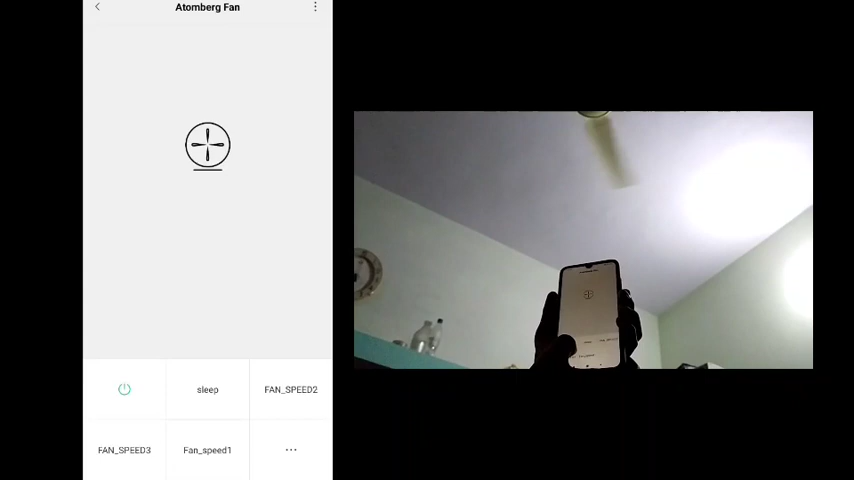 Atomberg Fan
sleep
FAN_SPEED2
FAN_SPEED3
Fan_speed1